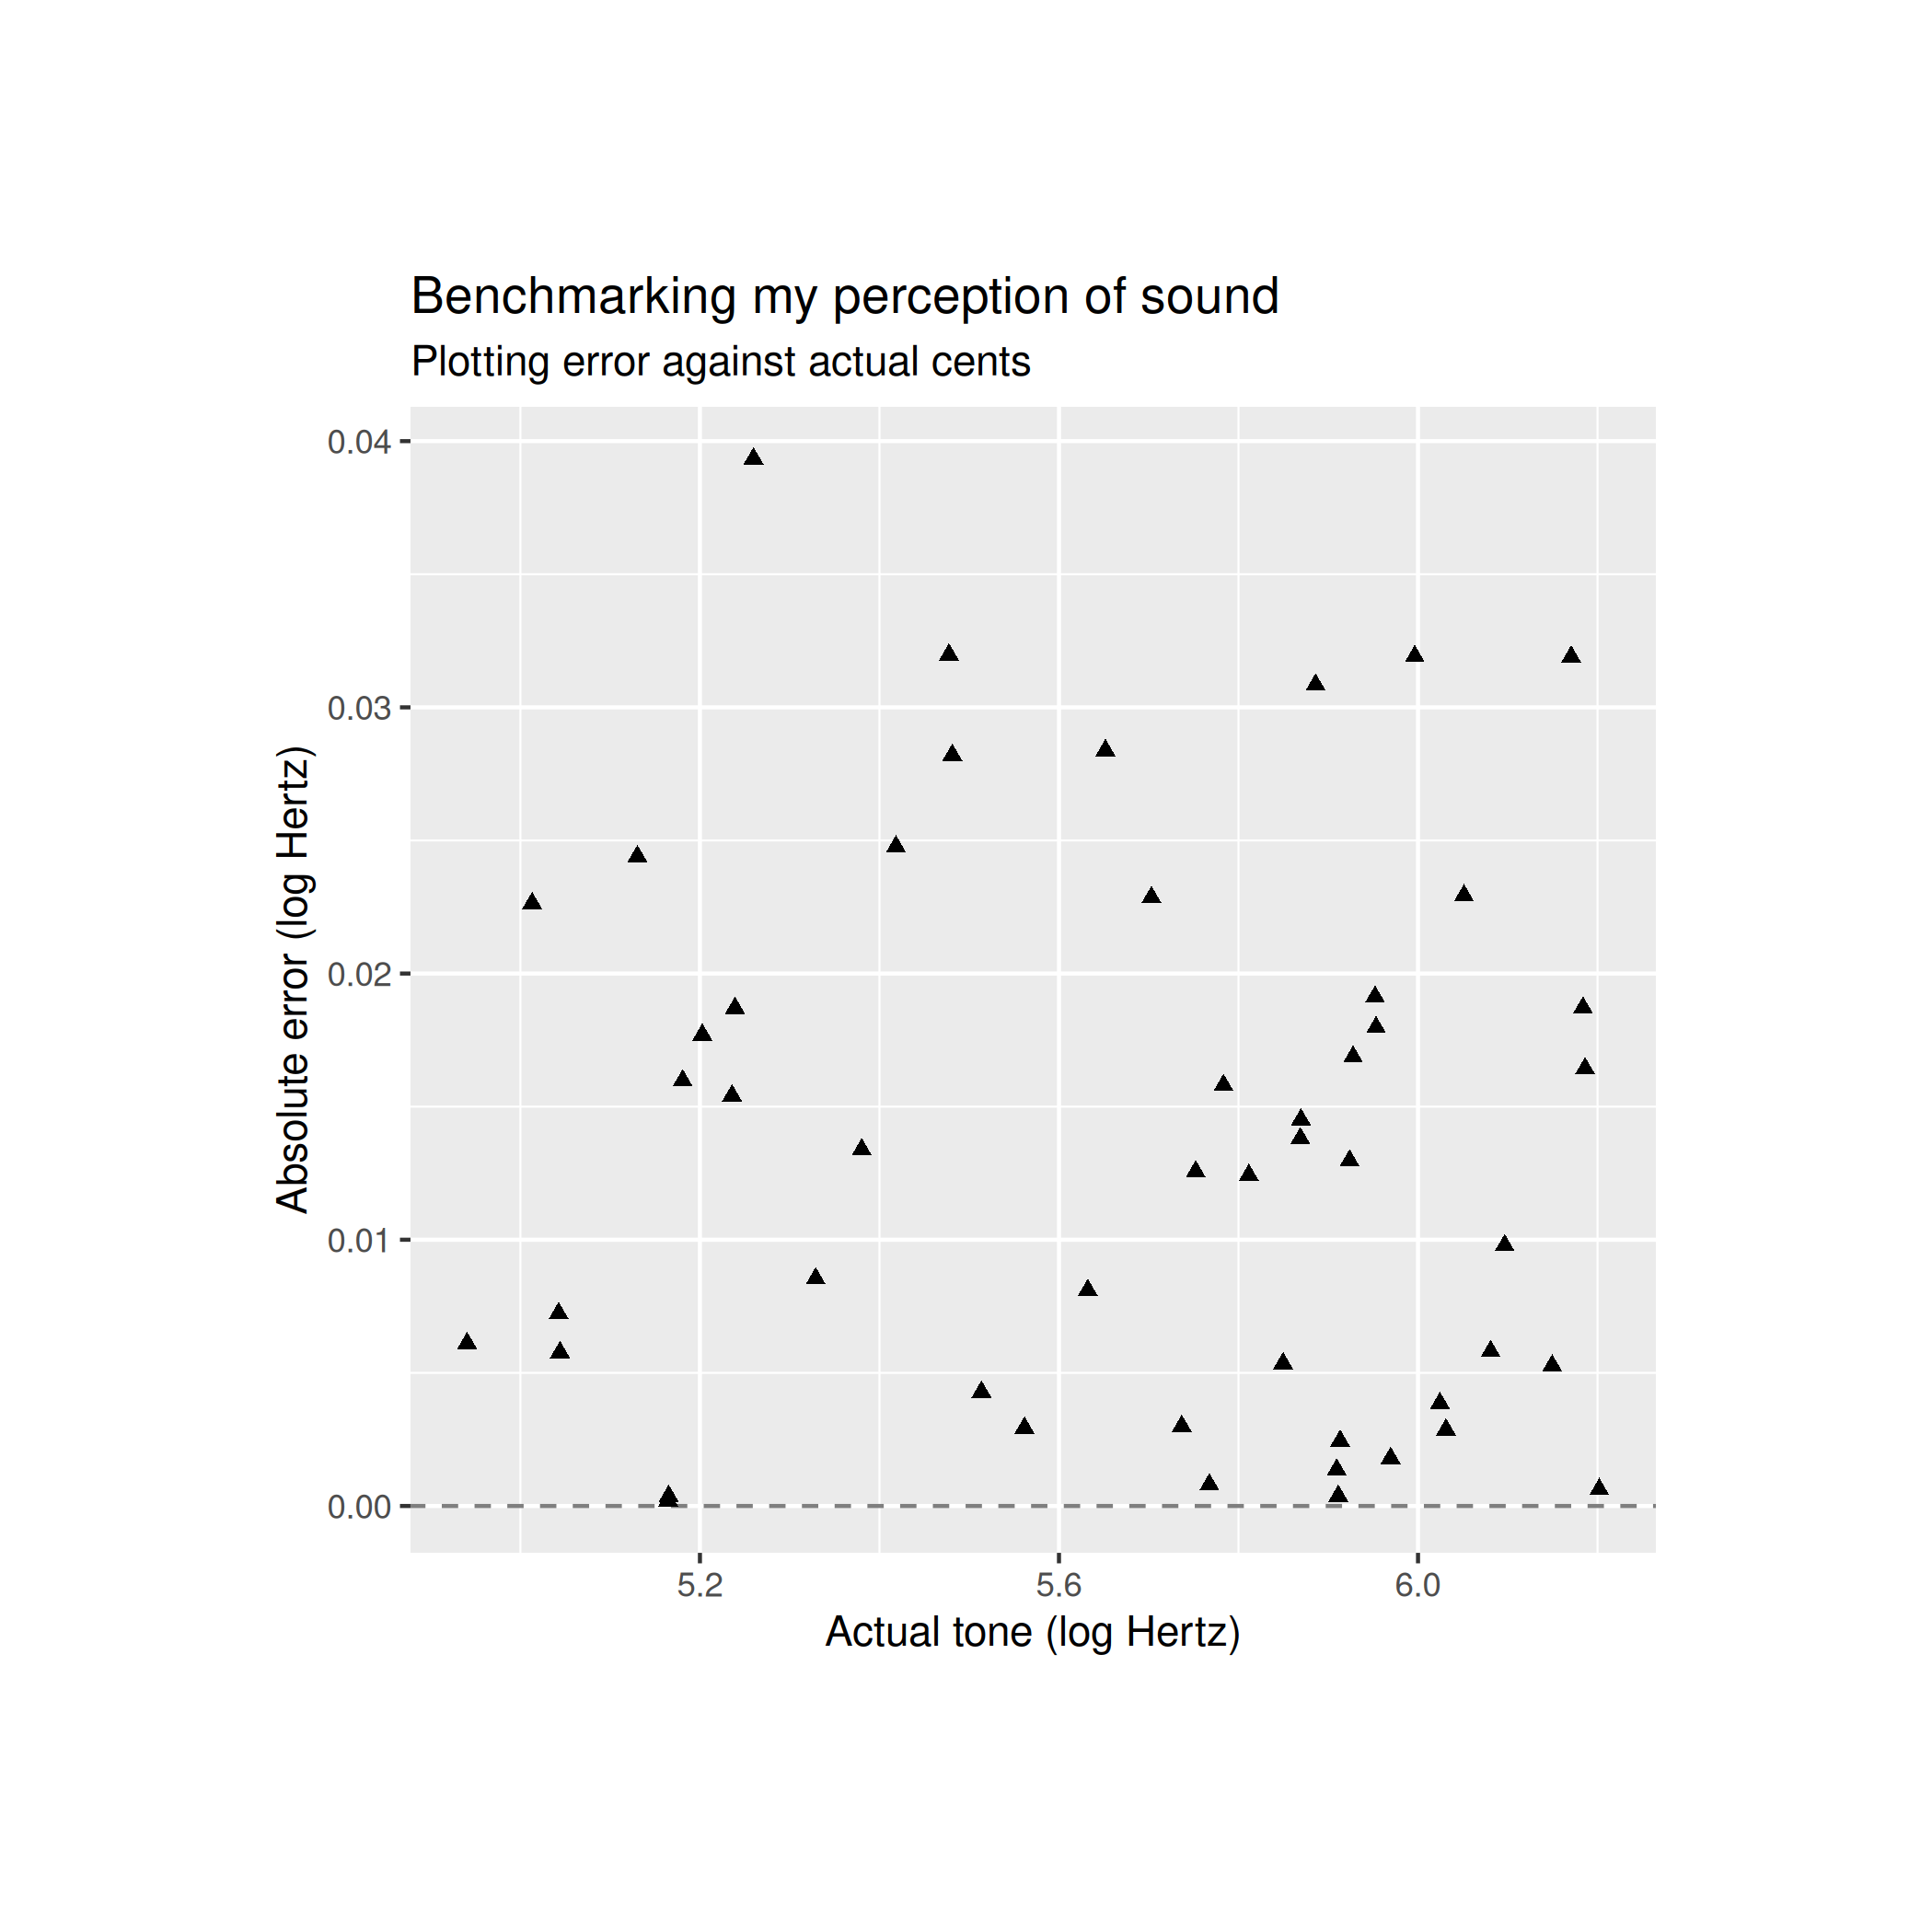 Benchmarking my perception of sound
Plotting error against actual cents
Absolute error (log Hertz)
0.04
0.03
0.02
0.01
0.00
5.2
5.6
6.0
Actual tone (log Hertz)